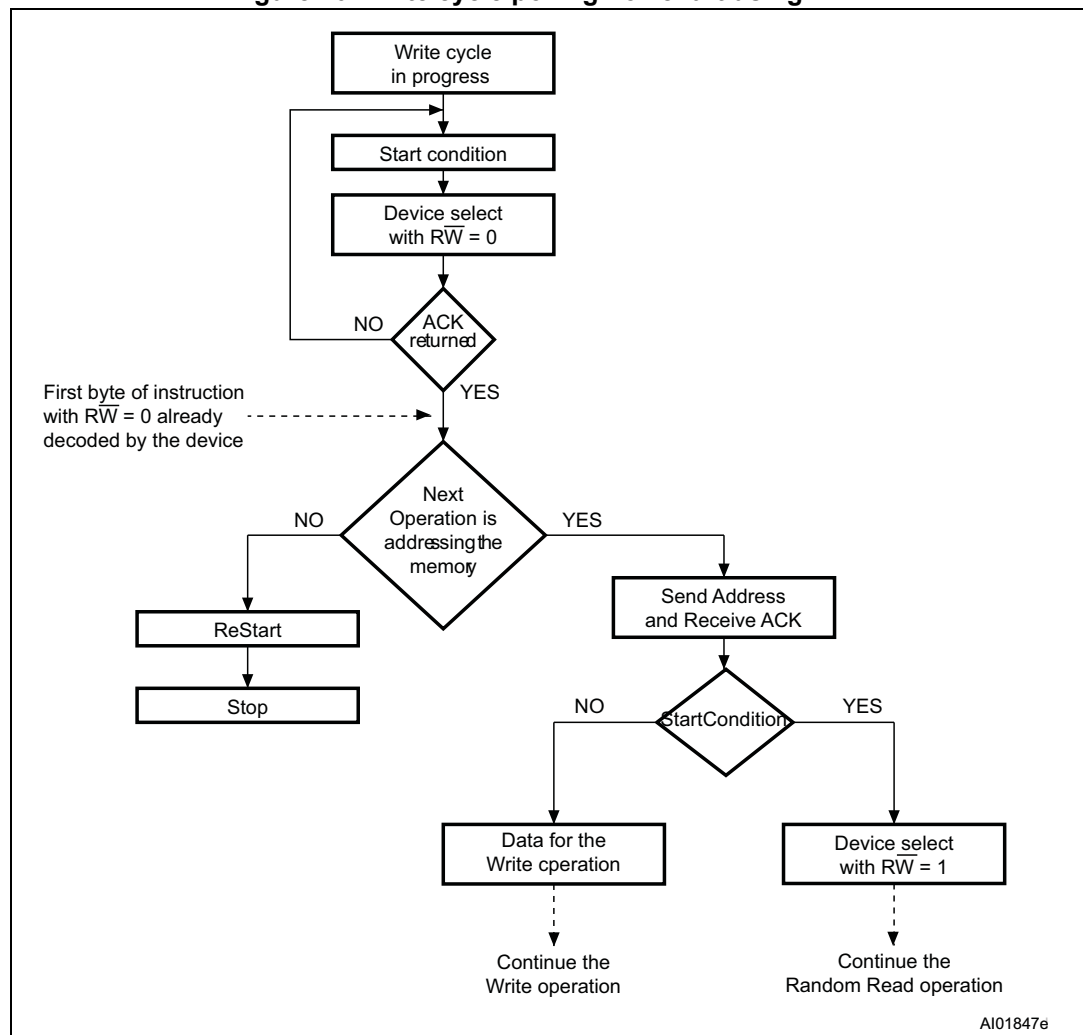 Write cycle
in progress
Start condition
Device select
with RW̅ = 0
ACK
returned
NO
YES
First byte of instruction
with RW̅ = 0 already
decoded by the device
Next
Operation is
addressing the
memory
NO
YES
ReStart
Stop
Send Address
and Receive ACK
StartCondition
NO
YES
Data for the
Write cperation
Device select
with RW̅ = 1
Continue the
Write operation
Continue the
Random Read operation
AI01847e